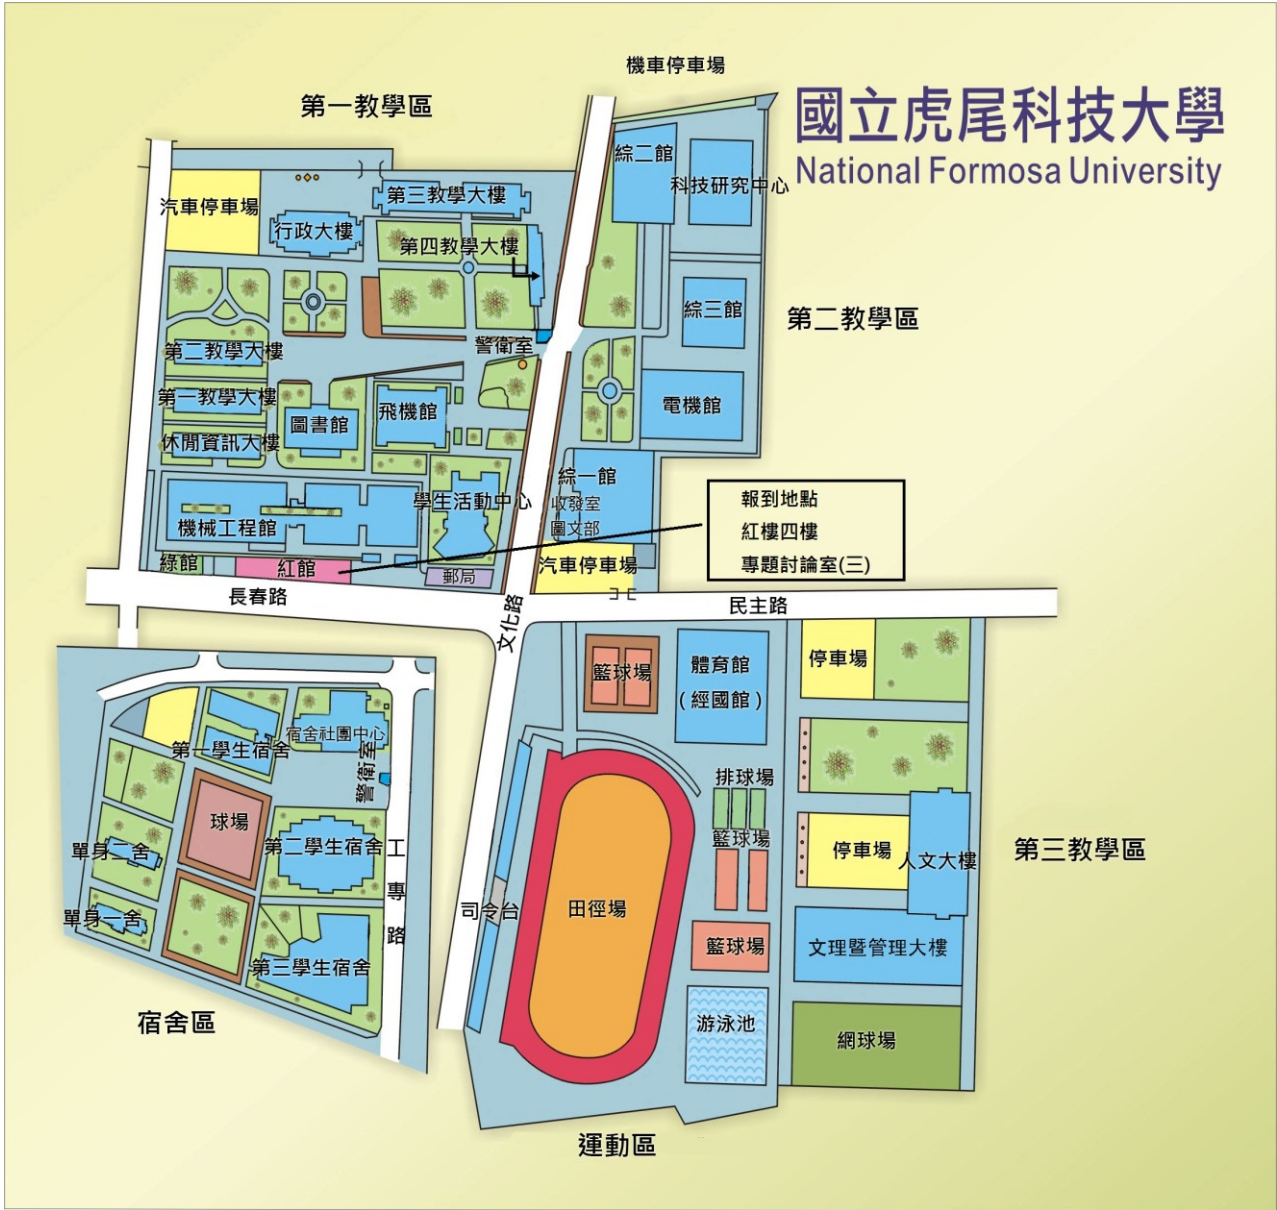 機車停車場
第一教學區
國立虎尾科技大學
National Formosa University
綜二館
科技研究中心
第三教學大樓
汽車停車場
行政大樓
第四教學大樓
綜三館
第二教學區
警衛室
第二教學大樓
第一教學大樓
圖書館
飛機館
電機館
休閒資訊大樓
學生活動中心
綜一館
收發室
圖文部
機械工程館
報到地點
紅樓四樓
專題討論室(三)
綠館
紅館
郵局
汽車停車場
長春路
文化路
民主路
籃球場
體育館
(經國館)
停車場
第一學生宿舍
宿舍社團中心
警衛室
排球場
籃球場
球場
單身二舍
第二學生宿舍
工專路
停車場
人文大樓
第三教學區
單身一舍
司令台
田徑場
籃球場
文理暨管理大樓
第三學生宿舍
宿舍區
游泳池
網球場
運動區